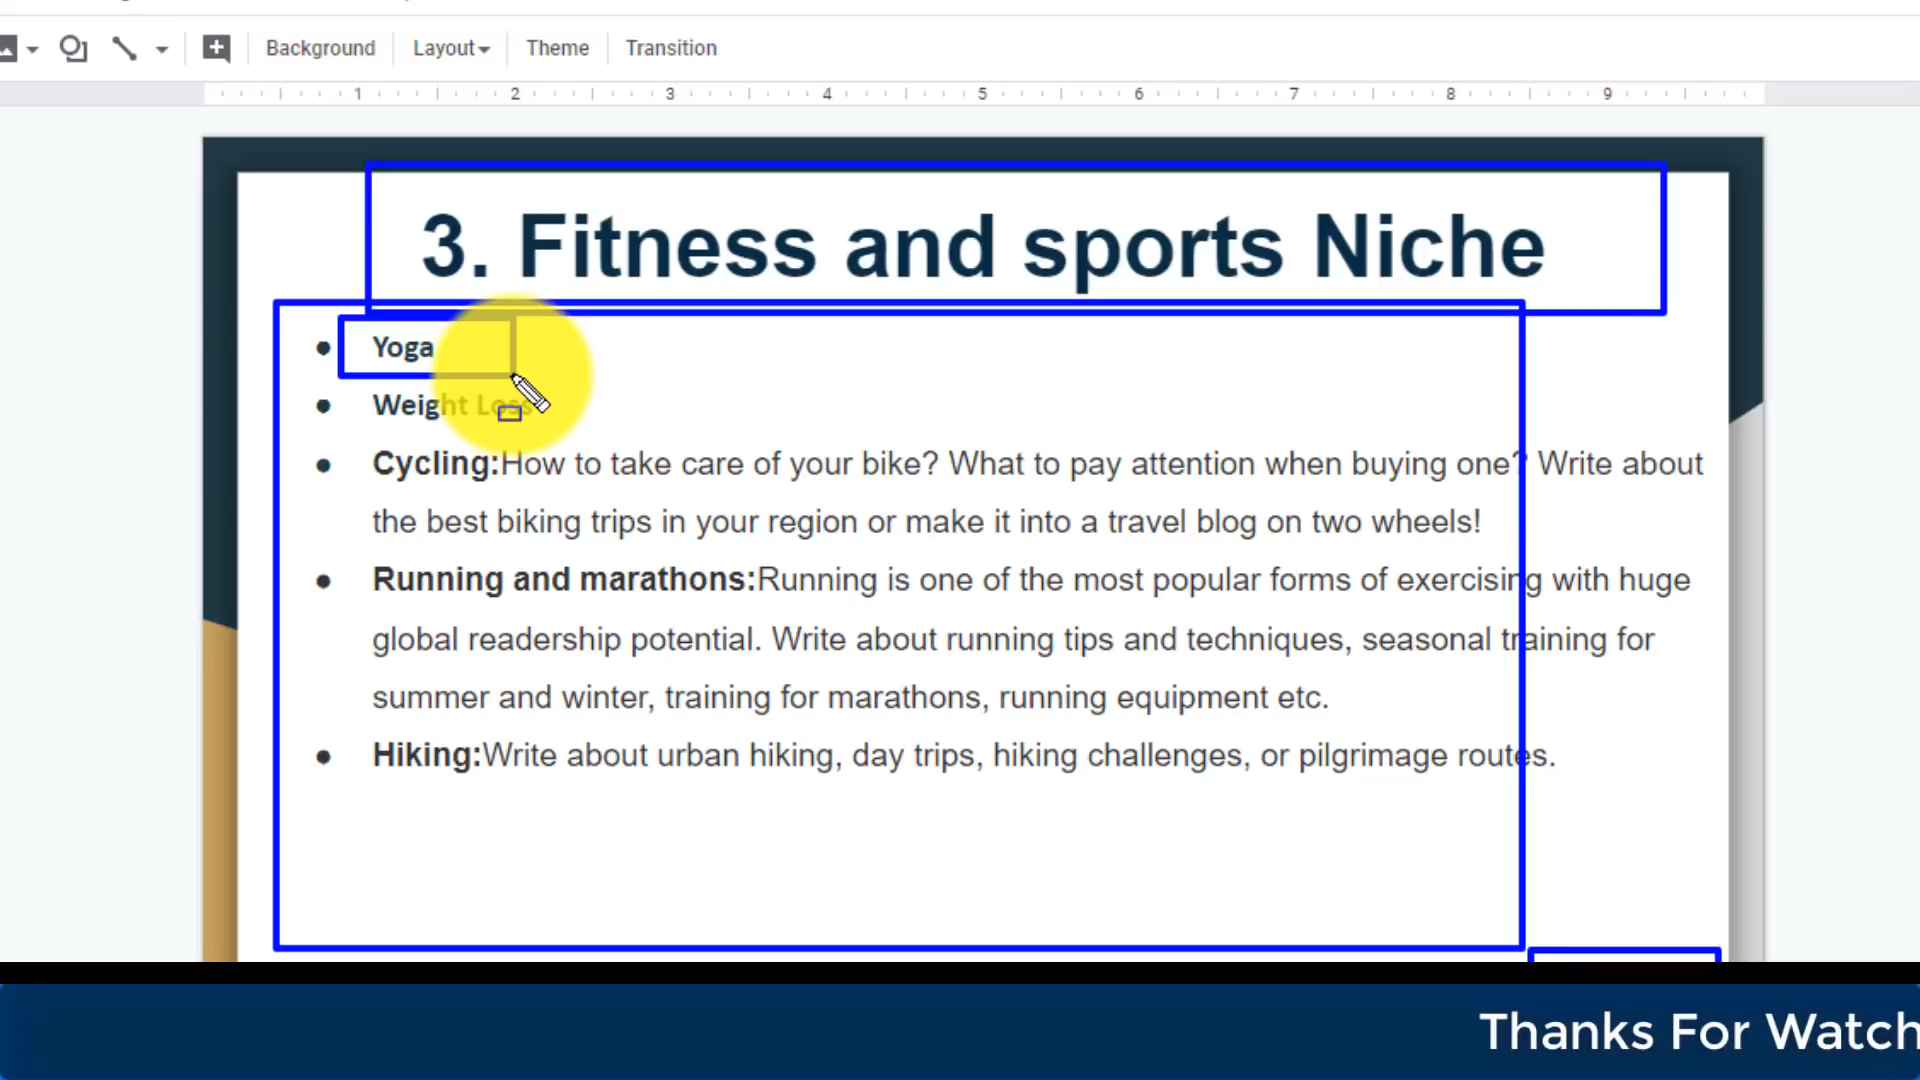 Background Layout Theme Transition
1 2 3 4 5 6 7 8 9
3. Fitness and sports Niche
● Yoga
● Weight Loss
● Cycling:How to take care of your bike? What to pay attention when buying one? Write about
the best biking trips in your region or make it into a travel blog on two wheels!
● Running and marathons:Running is one of the most popular forms of exercising with huge
global readership potential. Write about running tips and techniques, seasonal training for
summer and winter, training for marathons, running equipment etc.
● Hiking:Write about urban hiking, day trips, hiking challenges, or pilgrimage routes.
Thanks For Watch